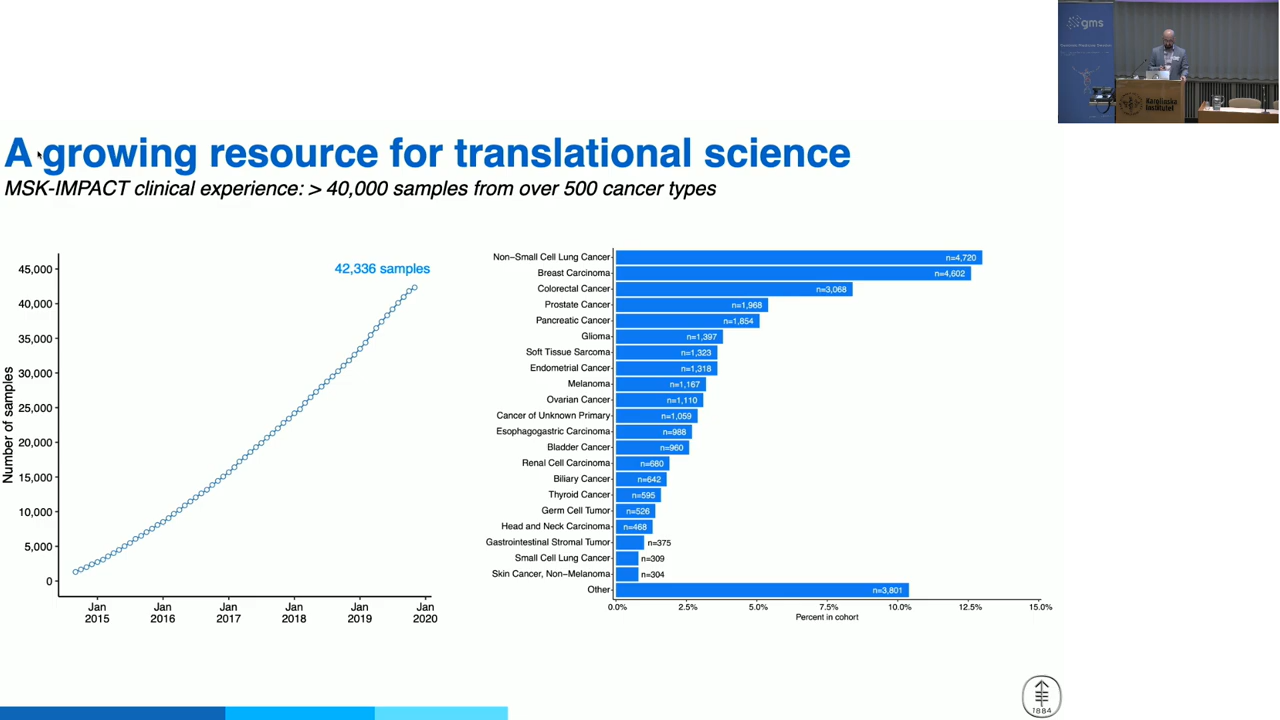 gms
Karolinska
Institutet
A growing resource for translational science
MSK-IMPACT clinical experience: > 40,000 samples from over 500 cancer types
Number of samples
45,000
40,000
35,000
30,000
25,000
20,000
15,000
10,000
5,000
0
42,336 samples
Jan 2015
Jan 2016
Jan 2017
Jan 2018
Jan 2019
Jan 2020
Non-Small Cell Lung Cancer n=4,720
Breast Carcinoma n=4,602
Colorectal Cancer n=3,068
Prostate Cancer n=1,968
Pancreatic Cancer n=1,854
Glioma n=1,397
Soft Tissue Sarcoma n=1,323
Endometrial Cancer n=1,318
Melanoma n=1,167
Ovarian Cancer n=1,110
Cancer of Unknown Primary n=1,059
Esophagogastric Carcinoma n=988
Bladder Cancer n=960
Renal Cell Carcinoma n=680
Biliary Cancer n=642
Thyroid Cancer n=595
Germ Cell Tumor n=526
Head and Neck Carcinoma n=468
Gastrointestinal Stromal Tumor n=375
Small Cell Lung Cancer n=309
Skin Cancer, Non-Melanoma n=304
Other n=3,801
0.0% 2.5% 5.0% 7.5% 10.0% 12.5% 15.0%
Percent in cohort
1884